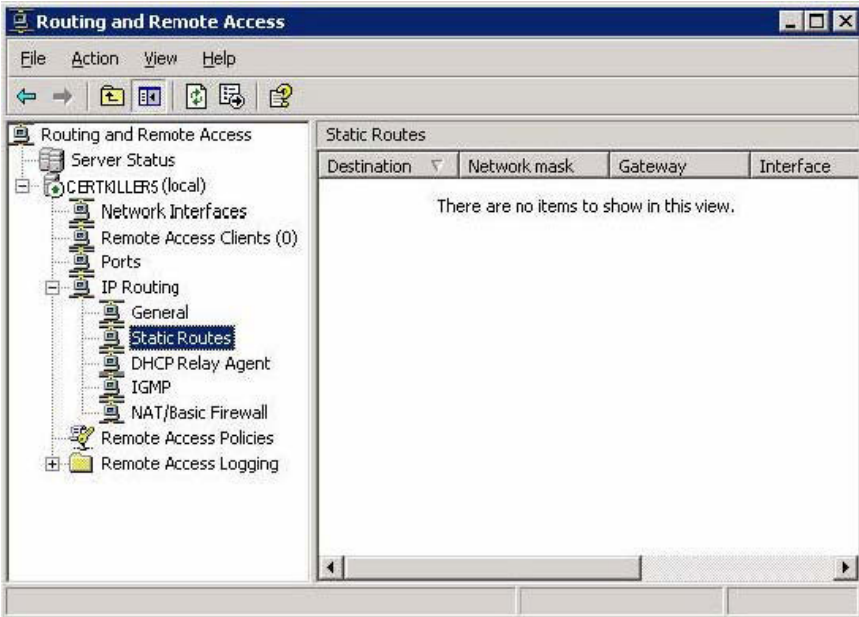 Routing and Remote Access
File Action View Help
Routing and Remote Access
Server Status
CERTKILLER5 (local)
Network Interfaces
Remote Access Clients (0)
Ports
IP Routing
General
Static Routes
DHCP Relay Agent
IGMP
NAT/Basic Firewall
Remote Access Policies
Remote Access Logging
Static Routes
Destination Network mask Gateway Interface
There are no items to show in this view.